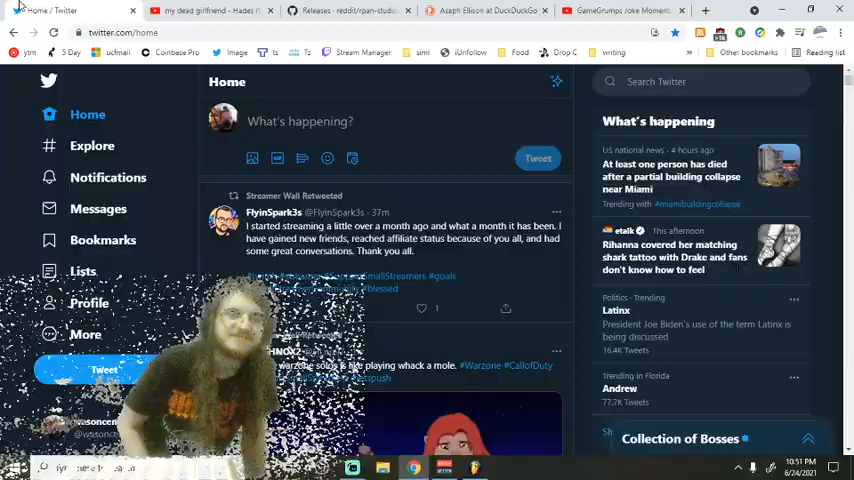 Home / Twitter
my dead girlfriend - Hades (
Releases · reddit/rpan-studio
Asaph Ellison at DuckDuckGo
GameGrumps Joke Moment
twitter.com/home
ytm
5 Day
ucfmail
Coinbase Pro
Image
ts
Stream Manager
siml
iUnfollow
Food
Drop C
writing
»
Other bookmarks
Reading list
Home
Explore
Notifications
Messages
Bookmarks
Lists
Profile
More
Tweet
Home
What's happening?
GIF
Tweet
Streamer Wall Retweeted
FlyinSpark3s @FlyinSpark3s · 37m
I started streaming a little over a month ago and what a month it has been. I
have gained new friends, reached affiliate status because of you all, and had
some great conversations. Thank you all.
#goals
#blessed
1
warzone solos is like playing whack a mole. #Warzone #CallofDuty
Search Twitter
What's happening
US national news · 4 hours ago
At least one person has died
after a partial building collapse
near Miami
Trending with #miamibuildingcollapse
etalk This afternoon
Rihanna covered her matching
shark tattoo with Drake and fans
don't know how to feel
Politics · Trending
Latinx
President Joe Biden's use of the term Latinx is
being discussed
16.4K Tweets
Trending in Florida
Andrew
77.7K Tweets
Collection of Bosses
10:51 PM
6/24/2021